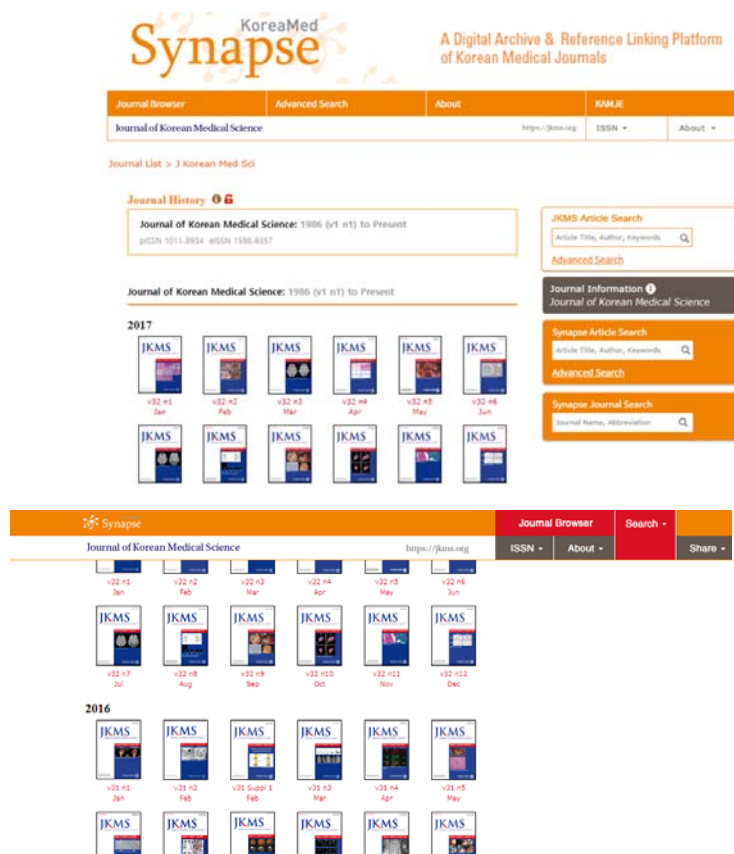 KoreaMed
Synapse
A Digital Archive & Reference Linking Platform
of Korean Medical Journals
Journal Browser Advanced Search About KAMJE
Journal of Korean Medical Science https://jkms.org ISSN About
Journal List > J Korean Med Sci
Journal History
Journal of Korean Medical Science: 1986 (v1 n1) to Present
pISSN 1011-8934 eISSN 1598-6357
JKMS Article Search
Article Title, Author, Keywords
Advanced Search
Journal of Korean Medical Science: 1986 (v1 n1) to Present
Journal Information
Journal of Korean Medical Science
2017
JKMS JKMS JKMS JKMS JKMS JKMS
v32 n1 v32 n2 v32 n3 v32 n4 v32 n5 v32 n6
Jan Feb Mar Apr May Jun
Synapse Article Search
Article Title, Author, Keywords
Advanced Search
Synapse Journal Search
Journal Name, Abbreviation
JKMS JKMS JKMS JKMS JKMS JKMS
Synapse Journal Browser Search
Journal of Korean Medical Science https://jkms.org ISSN About Share
v32 n1 v32 n2 v32 n3 v32 n4 v32 n5 v32 n6
Jan Feb Mar Apr May Jun
JKMS JKMS JKMS JKMS JKMS JKMS
v32 n7 v32 n8 v32 n9 v32 n10 v32 n11 v32 n12
Jul Aug Sep Oct Nov Dec
2016
JKMS JKMS JKMS JKMS JKMS JKMS
v31 n1 v31 n2 v31 Suppl 1 v31 n3 v31 n4 v31 n5
Jan Feb Feb Mar Apr May
JKMS JKMS JKMS JKMS JKMS JKMS